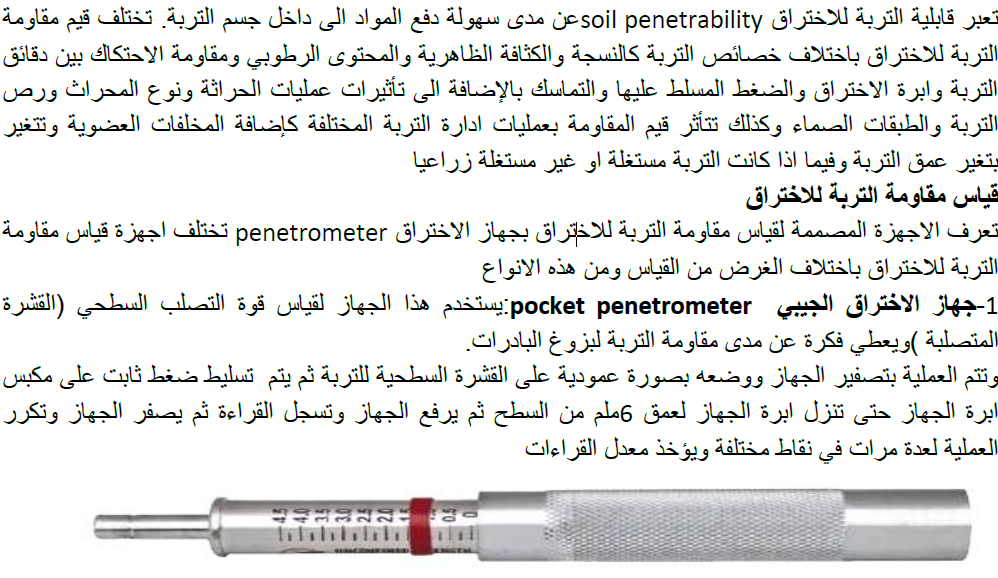 تعبر قابلية التربة للاختراق soil penetrability عن مدى سهولة دفع المواد الى داخل جسم التربة. تختلف قيم مقاومة
التربة للاختراق باختلاف خصائص التربة كالنسجة والكثافة الظاهرية والمحتوى الرطوبي ومقاومة الاحتكاك بين دقائق
التربة وابرة الاختراق والضغط المسلط عليها والتماسك بالإضافة الى تأثيرات عمليات الحراثة ونوع المحراث ورص
التربة والطبقات الصماء وكذلك تتأثر قيم المقاومة بعمليات ادارة التربة المختلفة كإضافة المخلفات العضوية وتتغير
بتغير عمق التربة وفيما اذا كانت التربة مستغلة او غير مستغلة زراعيا
قياس مقاومة التربة للاختراق
تعرف الاجهزة المصممة لقياس مقاومة التربة للاختراق بجهاز الاختراق penetrometer تختلف اجهزة قياس مقاومة
التربة للاختراق باختلاف الغرض من القياس ومن هذه الانواع
1-جهاز الاختراق الجيبي pocket penetrometer :يستخدم هذا الجهاز لقياس قوة التصلب السطحي (القشرة
المتصلبة )ويعطي فكرة عن مدى مقاومة التربة لبزوغ البادرات.
وتتم العملية بتصفير الجهاز ووضعه بصورة عمودية على القشرة السطحية للتربة ثم يتم تسليط ضغط ثابت على مكبس
ابرة الجهاز حتى تنزل ابرة الجهاز لعمق 6ملم من السطح ثم يرفع الجهاز وتسجل القراءة ثم يصفر الجهاز وتكرر
العملية لعدة مرات في نقاط مختلفة ويؤخذ معدل القراءات
4.5 4.0 3.5 3.0 2.5 2.0 1.5 0.5 0